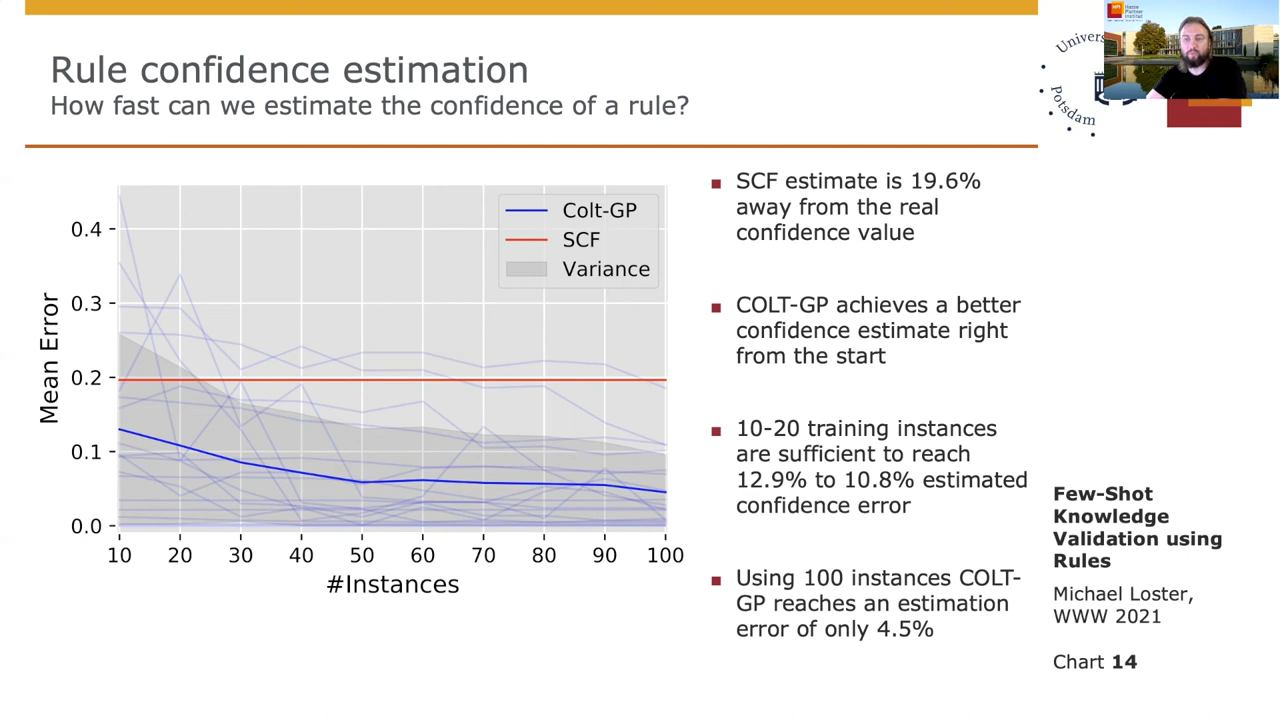 Rule confidence estimation
How fast can we estimate the confidence of a rule?
Univers
Potsdam
HPI
Hasso
Plattner
Institut
0.4
0.3
0.2
0.1
0.0
Mean Error
10 20 30 40 50 60 70 80 90 100
#Instances
Colt-GP
SCF
Variance
SCF estimate is 19.6%
away from the real
confidence value
COLT-GP achieves a better
confidence estimate right
from the start
10-20 training instances
are sufficient to reach
12.9% to 10.8% estimated
confidence error
Using 100 instances COLT-
GP reaches an estimation
error of only 4.5%
Few-Shot
Knowledge
Validation using
Rules
Michael Loster,
WWW 2021
Chart 14